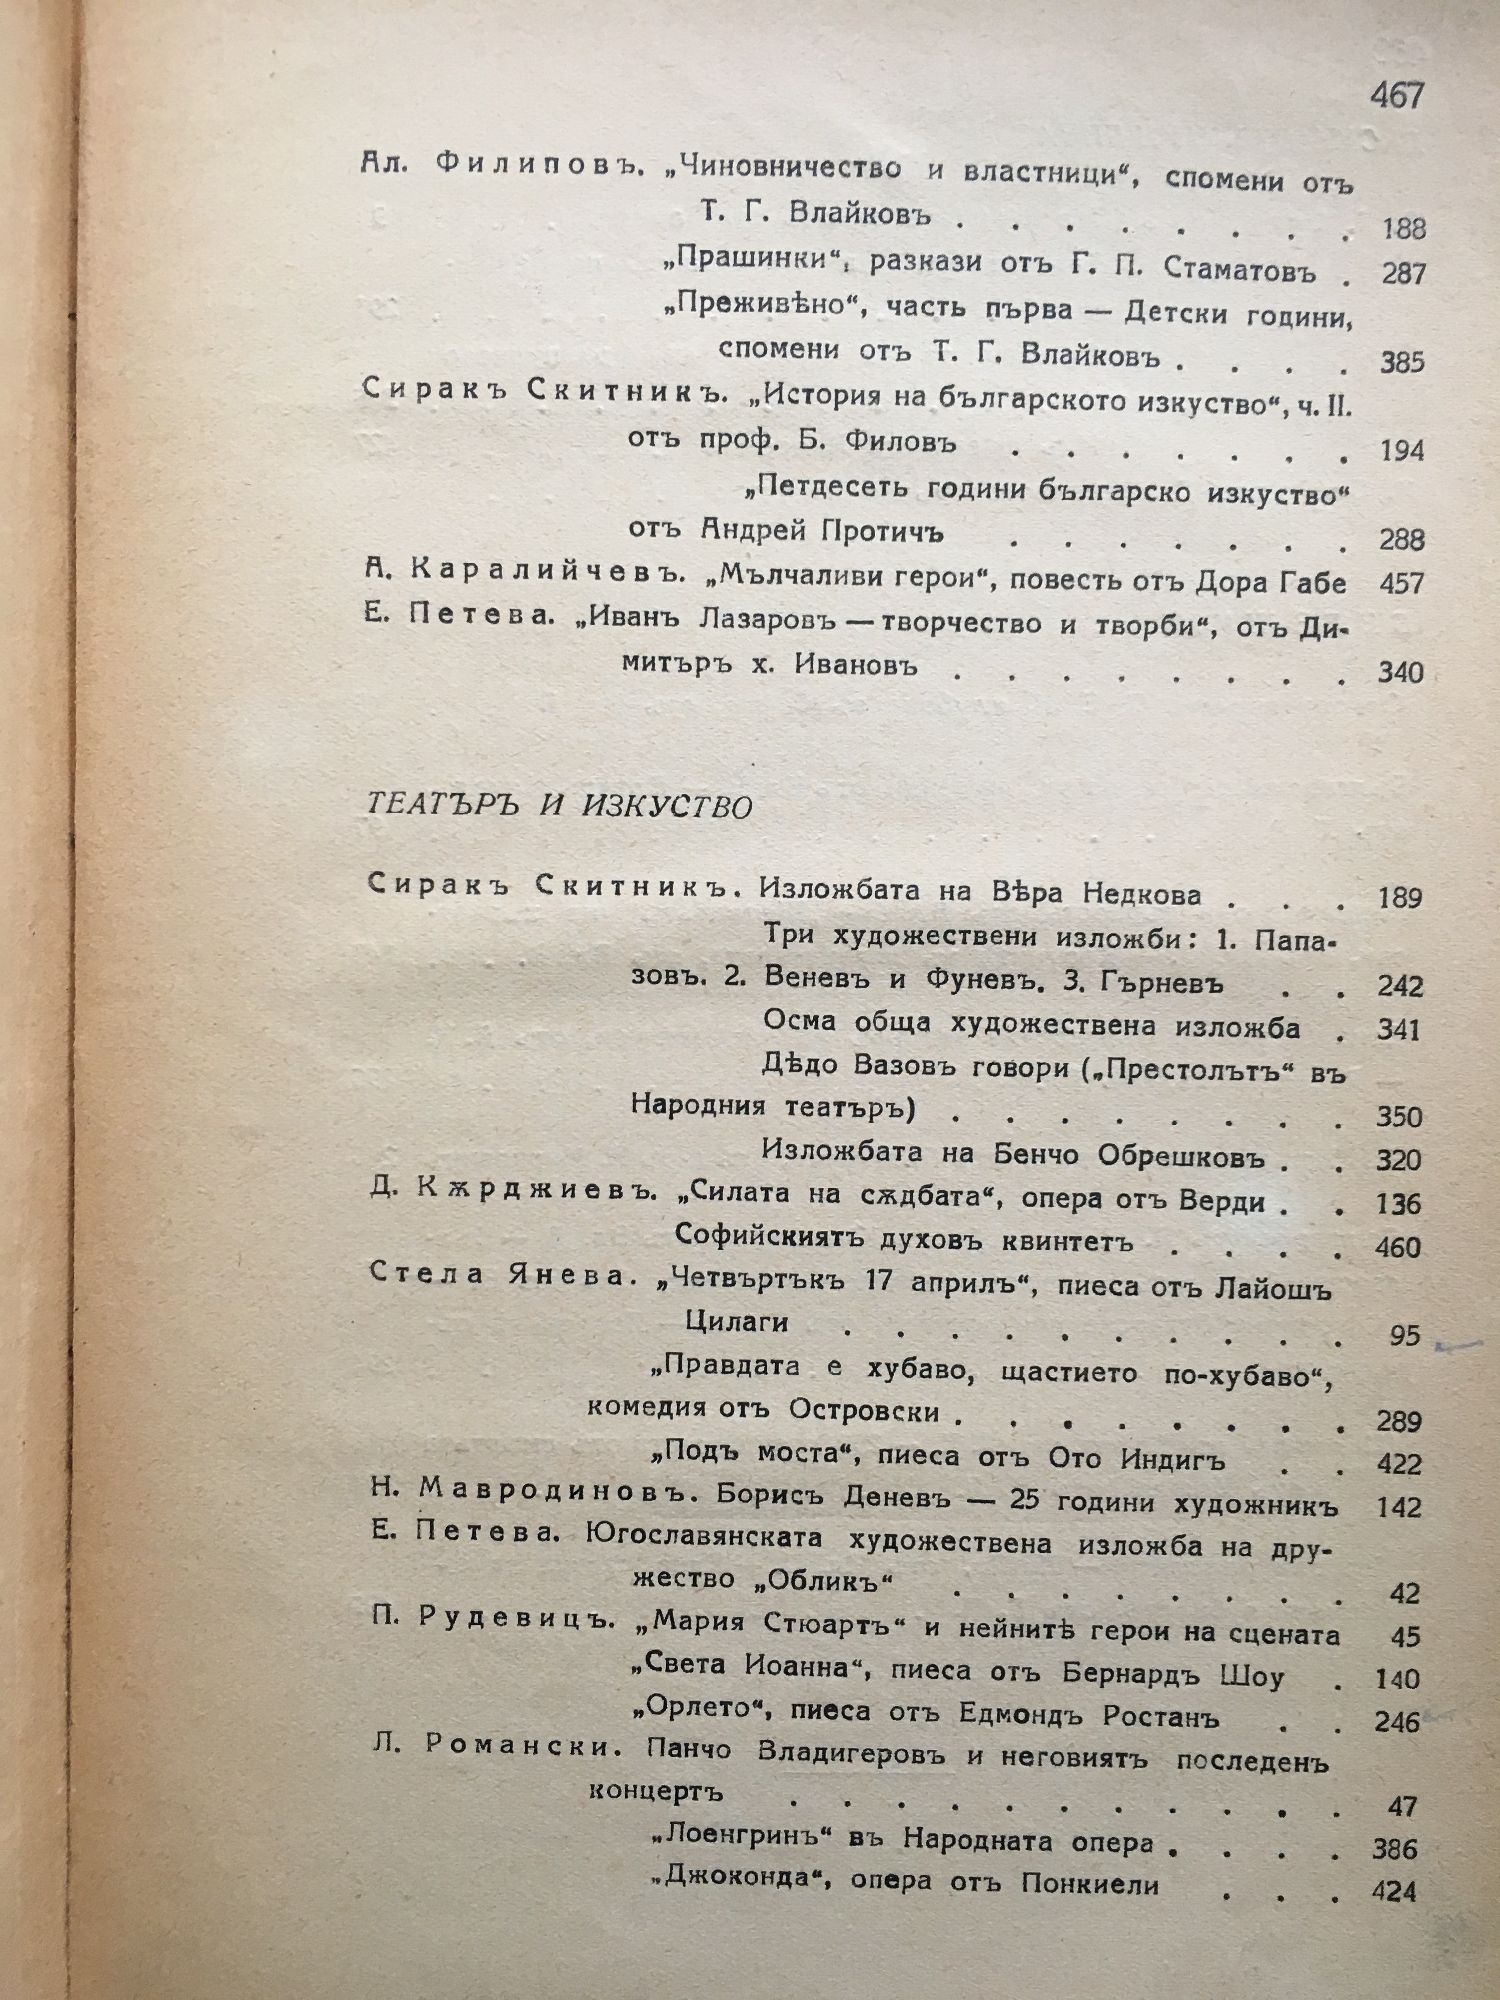 467
Ал. Филиповъ. „Чиновничество и властници“, спомени отъ
Т. Г. Влайковъ . . . . . . . . 188
„Прашинки“, разкази отъ Г. П. Стаматовъ . 287
„Преживѣно“, часть първа — Детски години,
спомени отъ Т. Г. Влайковъ . . . . 385
Сиракъ Скитникъ. „История на българското изкуство“, ч. II.
отъ проф. Б. Филовъ . . . . . . . 194
„Петдесеть години българско изкуство“
отъ Андрей Протичъ . . . . . . . 288
А. Каралийчевъ. „Мълчаливи герои“, повесть отъ Дора Габе 457
Е. Петева. „Иванъ Лазаровъ — творчество и творби“, отъ Ди-
митъръ х. Ивановъ . . . . . . . . 340
ТЕАТЪРЪ И ИЗКУСТВО
Сиракъ Скитникъ. Изложбата на Вѣра Недкова . . . 189
Три художествени изложби: 1. Папа-
зовъ. 2. Веневъ и Фуневъ. 3. Гърневъ . . 242
Осма обща художествена изложба . 341
Дѣдо Вазовъ говори („Престолътъ“ въ
Народния театъръ) . . . . . . . . 350
Изложбата на Бенчо Обрешковъ . . 320
Д. Кѫрджиевъ. „Силата на сѫдбата“, опера отъ Верди . . 136
Софийскиятъ духовъ квинтетъ . . . . 460
Стела Янева. „Четвъртъкъ 17 априлъ“, пиеса отъ Лайошъ
Цилаги . . . . . . . . . . 95
„Правдата е хубаво, щастието по-хубаво“,
комедия отъ Островски . . . . . . . . 289
„Подъ моста“, пиеса отъ Ото Индигъ . . 422
Н. Мавродиновъ. Борисъ Деневъ — 25 години художникъ 142
Е. Петева. Югославянската художествена изложба на дру-
жество „Обликъ“ . . . . . . . . 42
П. Рудевицъ. „Мария Стюартъ“ и нейнитѣ герои на сцената 45
„Света Иоанна“, пиеса отъ Бернардъ Шоу . 140
„Орлето“, пиеса отъ Едмондъ Ростанъ . . 246
Л. Романски. Панчо Владигеровъ и неговиятъ последенъ
концертъ . . . . . . . . . . . 47
„Лоенгринъ“ въ Народната опера . . . . 386
„Джоконда“, опера отъ Понкиели . . . 424